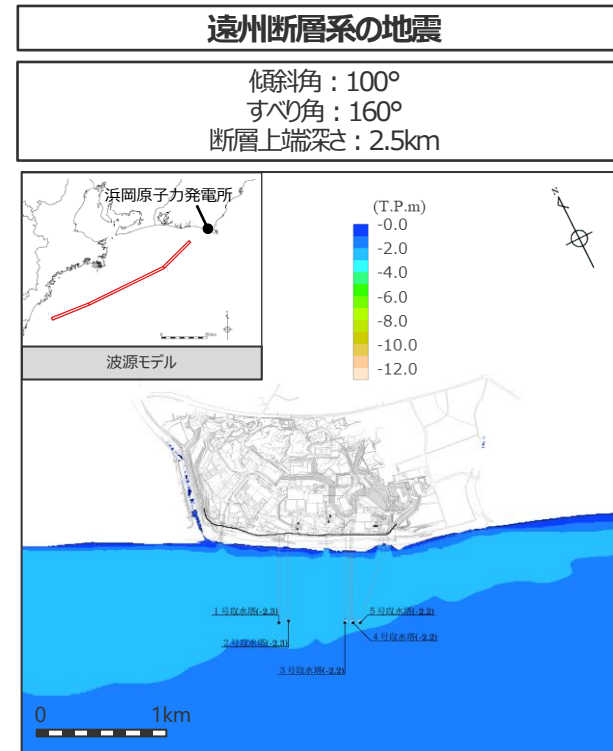 遠州断層系の地震
傾斜角：100°
すべり角：160°
断層上端深さ：2.5km
浜岡原子力発電所
波源モデル
(T.P.m)
-0.0
-2.0
-4.0
-6.0
-8.0
-10.0
-12.0
N
1号取水塔(-2.3)
2号取水塔(-2.3)
3号取水塔(-2.2)
4号取水塔(-2.2)
5号取水塔(-2.2)
0 1km